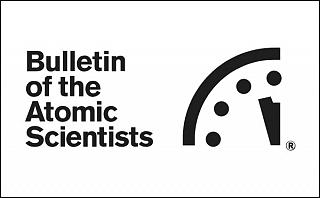 Bulletin
of the
Atomic
Scientists
®